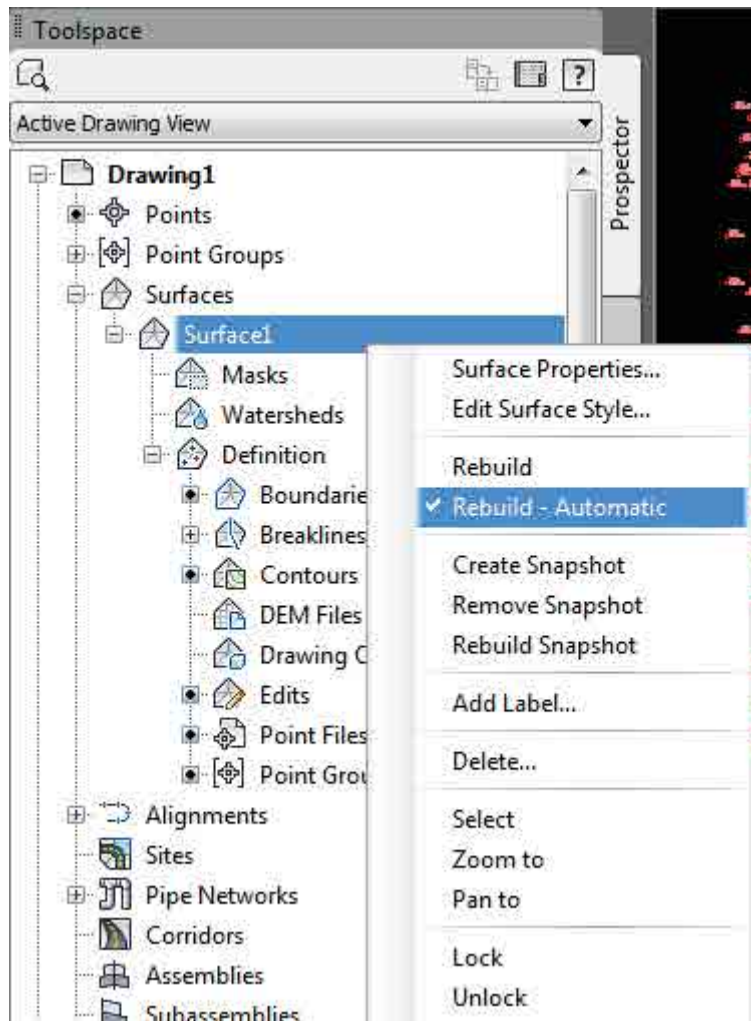 Toolspace
?
Active Drawing View
Prospector
Drawing1
Points
Point Groups
Surfaces
Surface1
Masks
Watersheds
Definition
Boundarie
Breaklines
Contours
DEM Files
Drawing O
Edits
Point Files
Point Grou
Alignments
Sites
Pipe Networks
Corridors
Assemblies
Subassemblies
Surface Properties...
Edit Surface Style...
Rebuild
Rebuild - Automatic
Create Snapshot
Remove Snapshot
Rebuild Snapshot
Add Label...
Delete...
Select
Zoom to
Pan to
Lock
Unlock